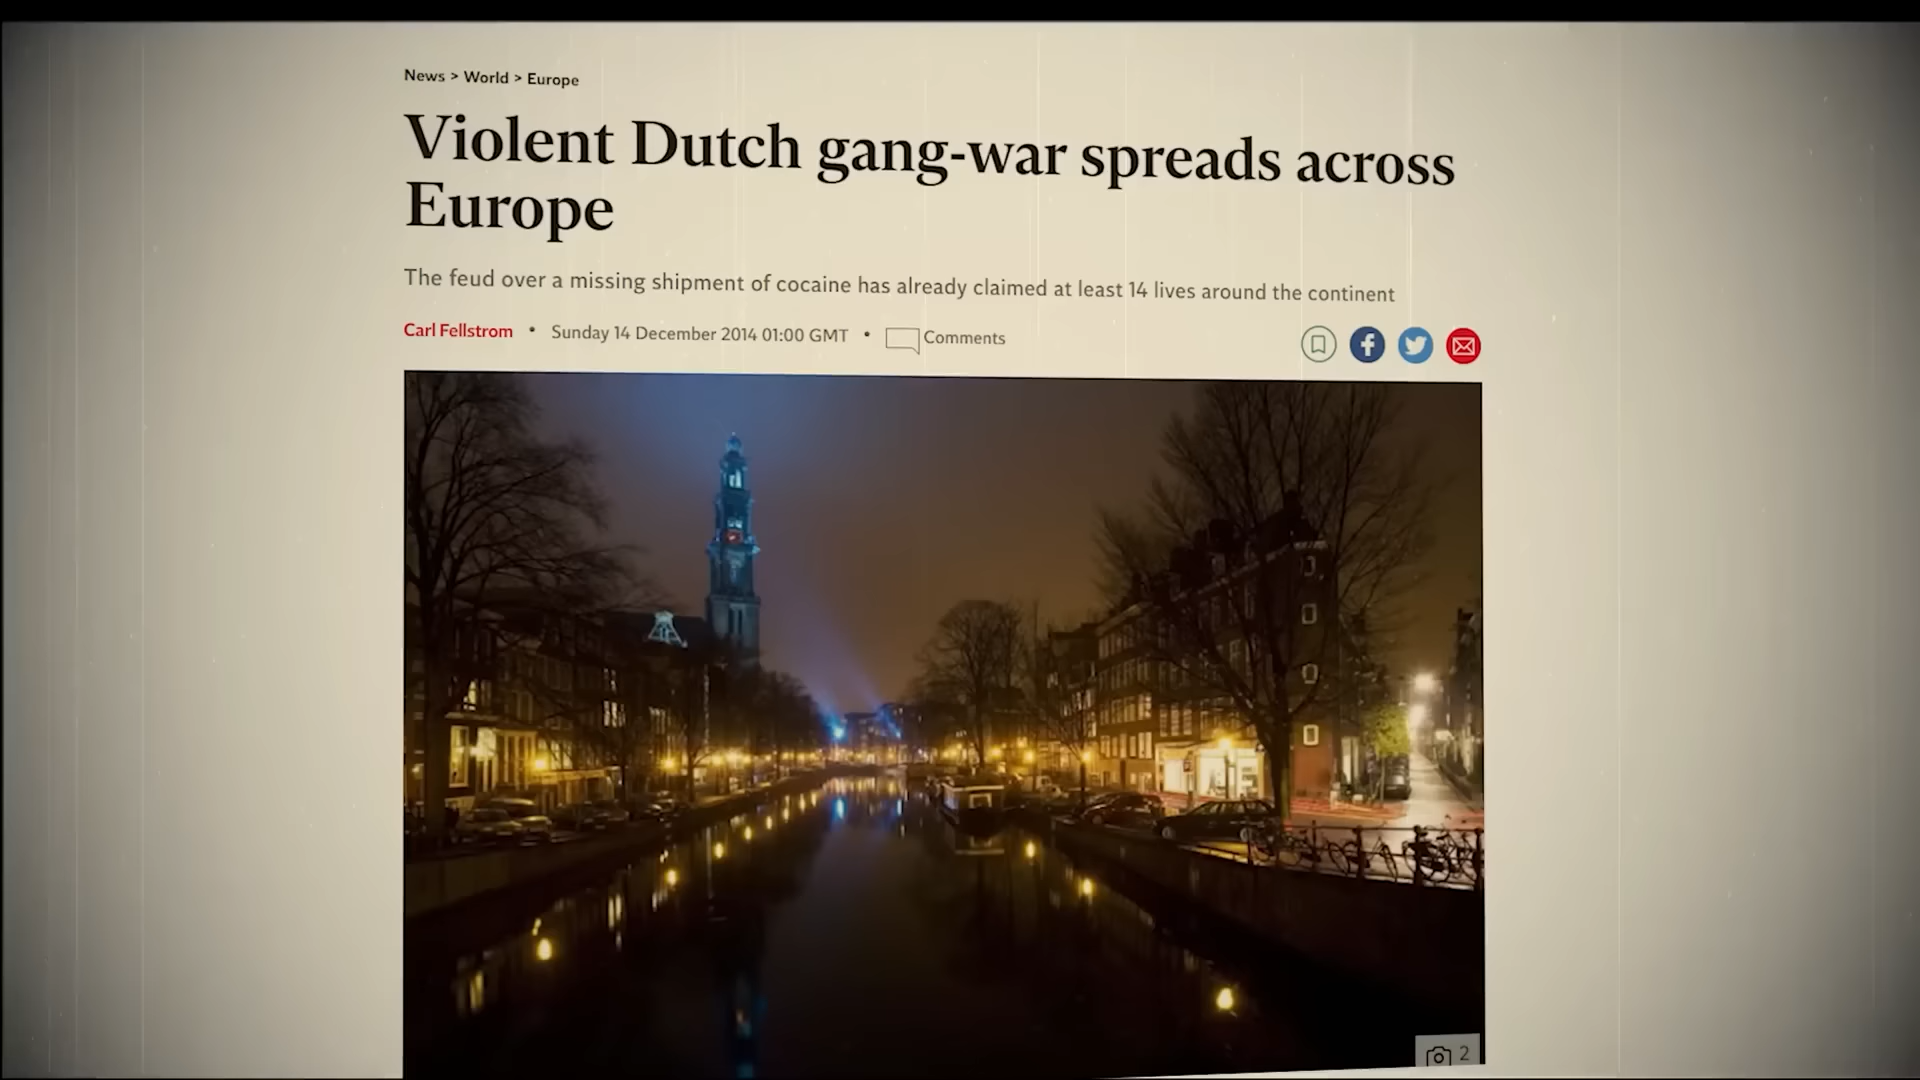 News > World > Europe
Violent Dutch gang-war spreads across
Europe
The feud over a missing shipment of cocaine has already claimed at least 14 lives around the continent
Carl Fellstrom • Sunday 14 December 2014 01:00 GMT • Comments
2